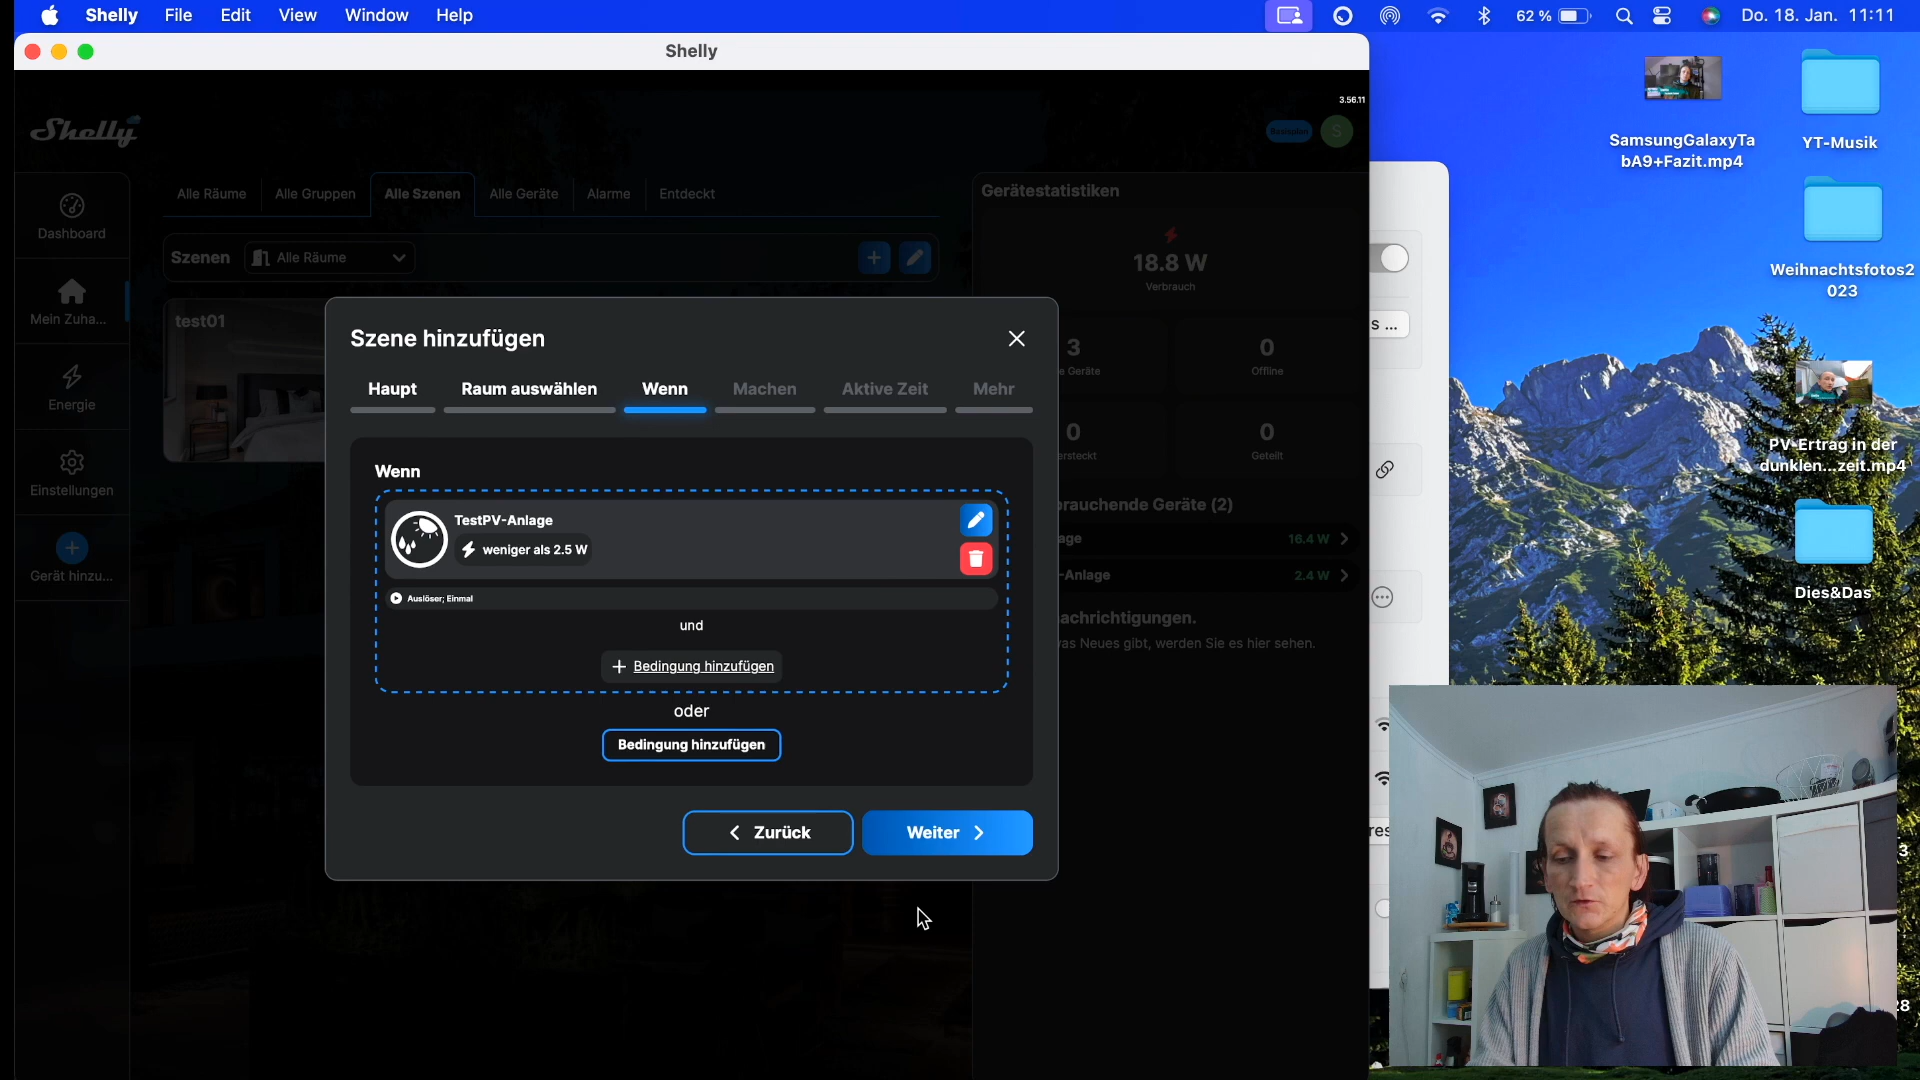 Shelly File Edit View Window Help
62 % Do. 18. Jan. 11:11
Shelly
3.56.11
Shelly
Basisplan
S
Dashboard
Mein Zuha...
Energie
Einstellungen
Gerät hinzu...
Alle Räume Alle Gruppen Alle Szenen Alle Geräte Alarme Entdeckt
Szenen Alle Räume
test01
Szene hinzufügen
Haupt Raum auswählen Wenn Machen Aktive Zeit Mehr
Wenn
TestPV-Anlage
weniger als 2.5 W
Auslöser; Einmal
und
Bedingung hinzufügen
oder
Bedingung hinzufügen
Zurück Weiter
Gerätestatistiken
18.8 W
Verbrauch
3 0
e Geräte Offline
0 0
ersteckt Geteilt
brauchende Geräte (2)
age 16.4 W
-Anlage 2.4 W
achrichtigungen.
as Neues gibt, werden Sie es hier sehen.
S ...
res
SamsungGalaxyTa
bA9+Fazit.mp4
YT-Musik
Weihnachtsfotos2
023
PV-Ertrag in der
dunklen...zeit.mp4
Dies&Das
3
28